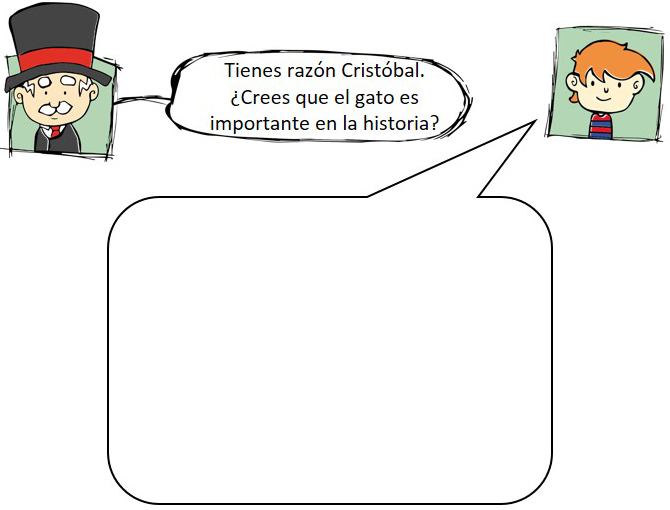 Tienes razón Cristóbal.
¿Crees que el gato es
importante en la historia?